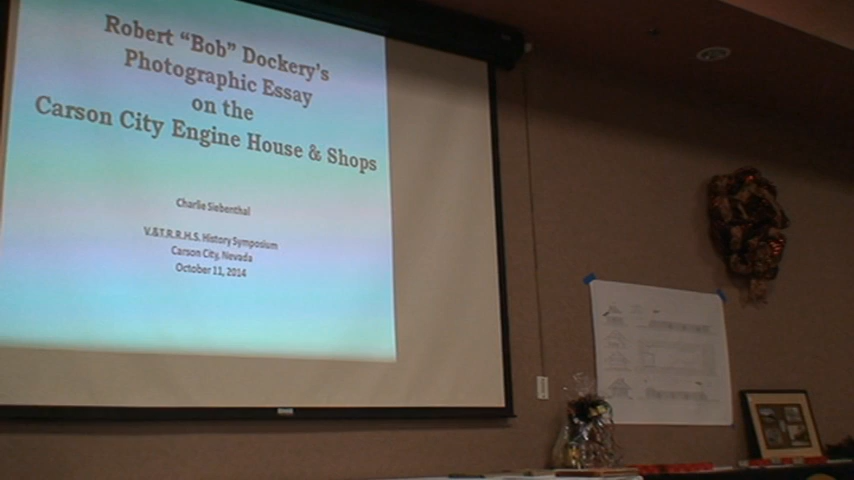 Robert “Bob” Dockery’s
Photographic Essay
on the
Carson City Engine House & Shops
Charlie Siebenthal
V.&T.R.R.H.S. History Symposium
Carson City, Nevada
October 11, 2014